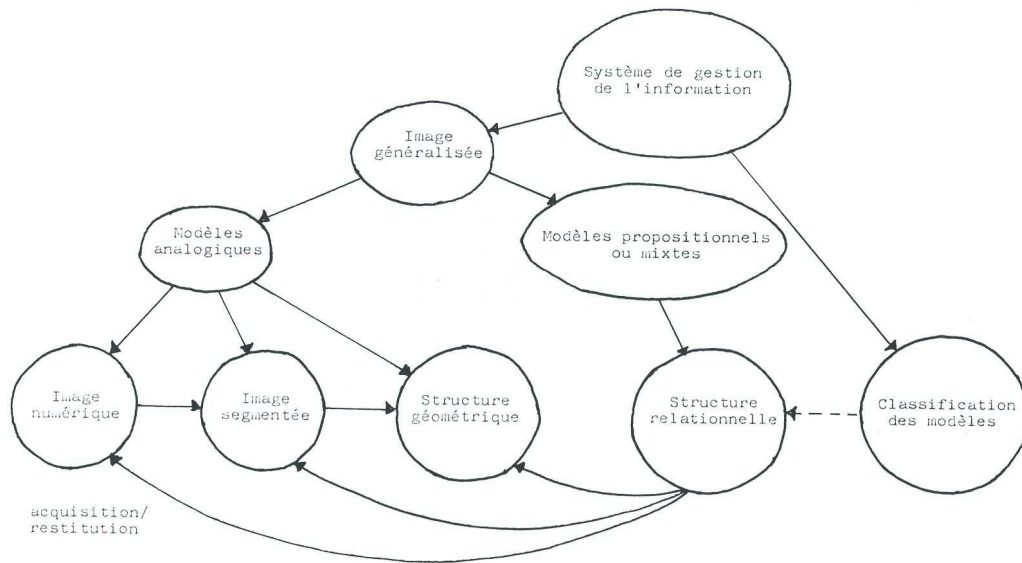 Système de gestion
de l'information
Image
généralisée
Modèles
analogiques
Modèles propositionnels
ou mixtes
Image
numérique
Image
segmentée
Structure
géométrique
Structure
relationnelle
Classification
des modèles
acquisition/
restitution